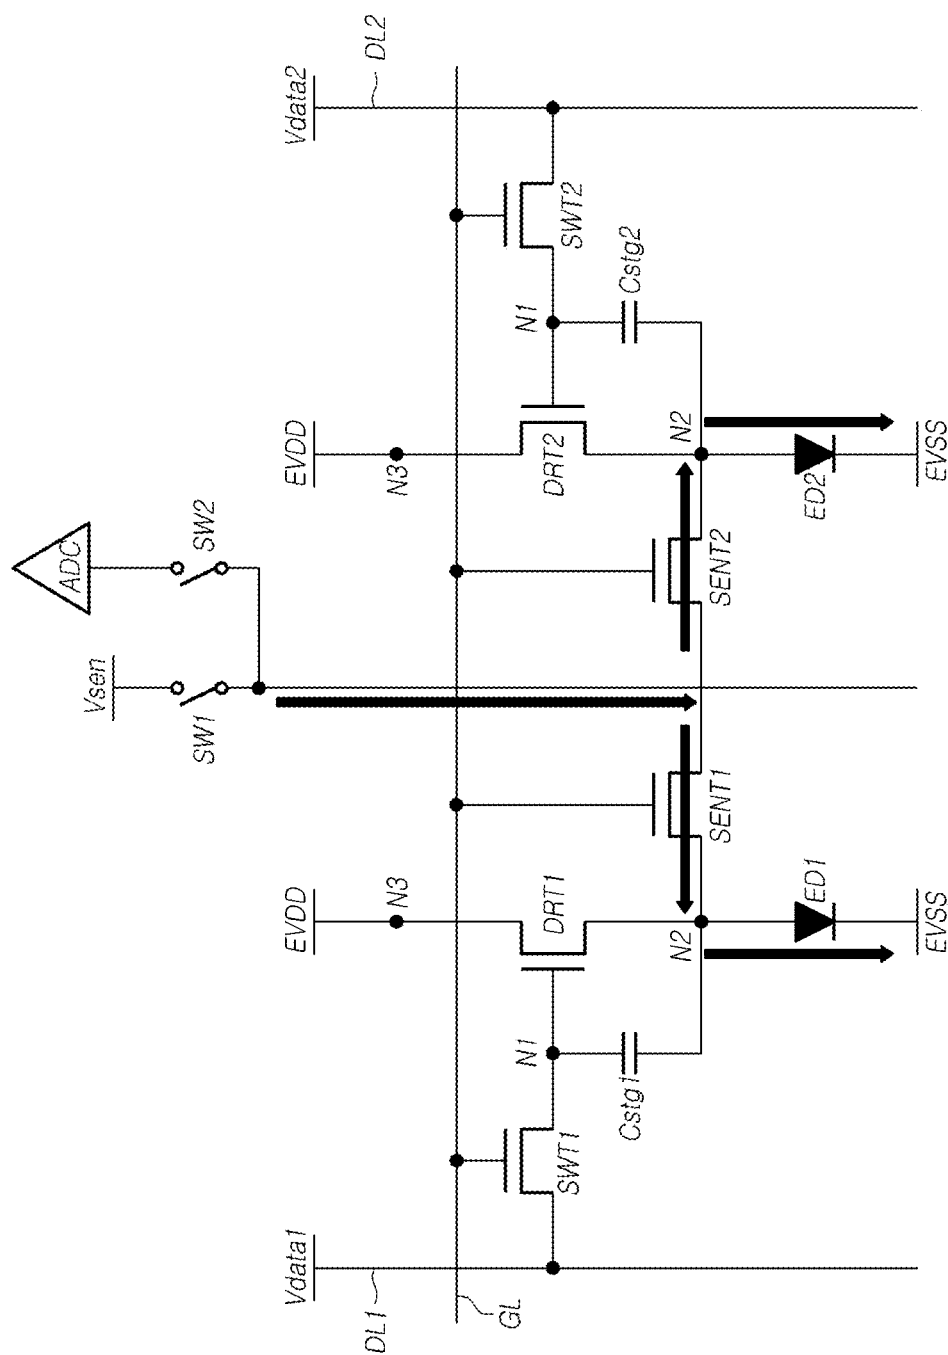 ADC
Vsen
SW1
SW2
Vdata1
EVDD
EVDD
Vdata2
DL1
N3
N3
DL2
GL
SWT1
N1
DRT1
DRT2
N1
SWT2
Cstg1
N2
SENT1
SENT2
N2
Cstg2
ED1
ED2
EVSS
EVSS